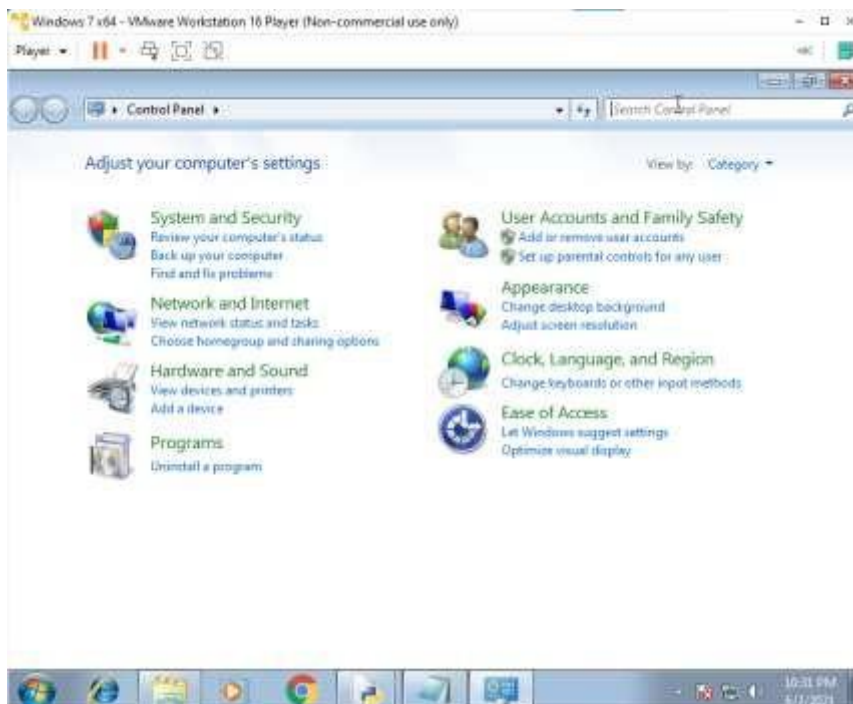 Windows 7 x64 - VMware Workstation 16 Player (Non-commercial use only)
Player
Control Panel
Search Control Panel
Adjust your computer's settings
View by: Category
System and Security
Review your computer's status
Back up your computer
Find and fix problems
Network and Internet
View network status and tasks
Choose homegroup and sharing options
Hardware and Sound
View devices and printers
Add a device
Programs
Uninstall a program
User Accounts and Family Safety
Add or remove user accounts
Set up parental controls for any user
Appearance
Change desktop background
Adjust screen resolution
Clock, Language, and Region
Change keyboards or other input methods
Ease of Access
Let Windows suggest settings
Optimize visual display
10:31 PM